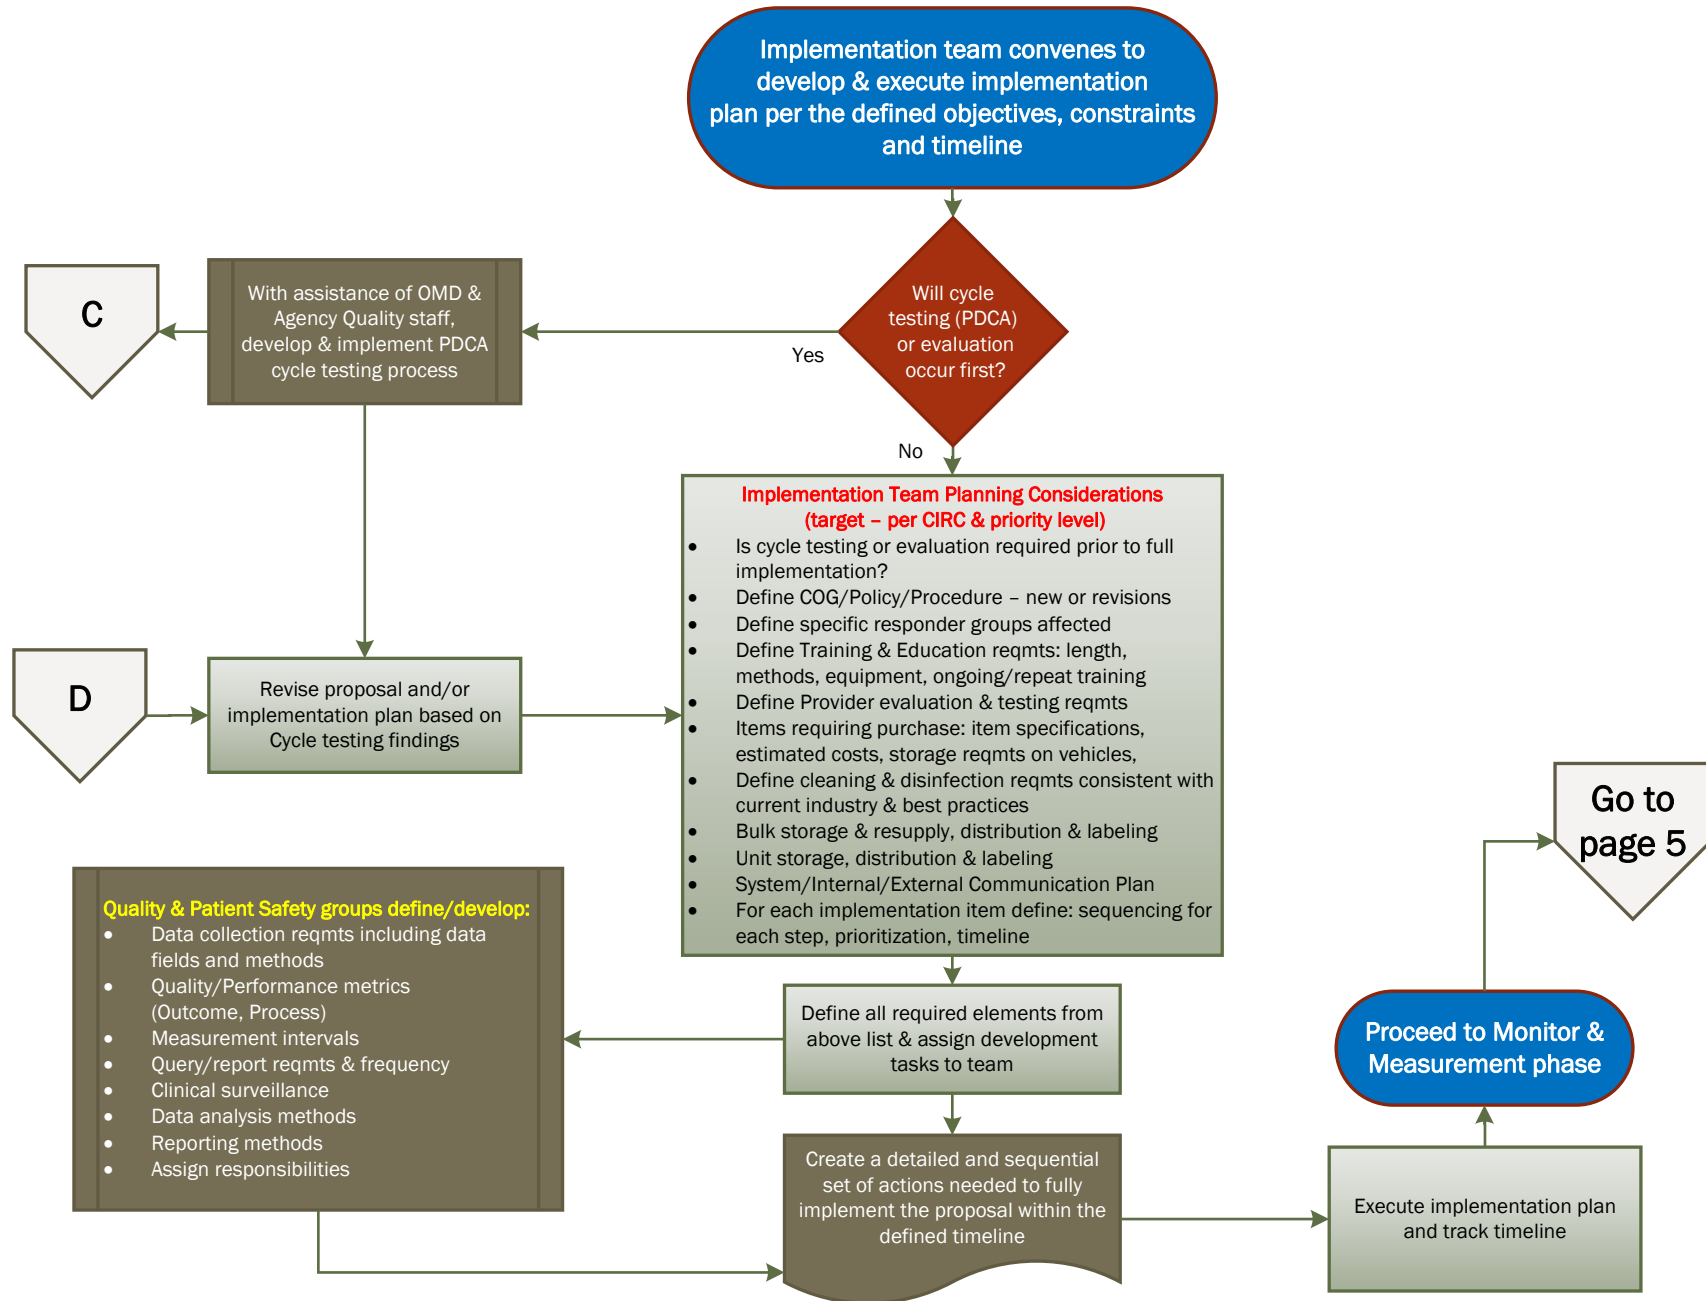 Implementation team convenes to
develop & execute implementation
plan per the defined objectives, constraints
and timeline
C
With assistance of OMD &
Agency Quality staff,
develop & implement PDCA
cycle testing process
Yes
Will cycle
testing (PDCA)
or evaluation
occur first?
No
Implementation Team Planning Considerations
(target – per CIRC & priority level)
• Is cycle testing or evaluation required prior to full
implementation?
• Define COG/Policy/Procedure – new or revisions
• Define specific responder groups affected
• Define Training & Education reqmts: length,
methods, equipment, ongoing/repeat training
• Define Provider evaluation & testing reqmts
• Items requiring purchase: item specifications,
estimated costs, storage reqmts on vehicles,
• Define cleaning & disinfection reqmts consistent with
current industry & best practices
• Bulk storage & resupply, distribution & labeling
• Unit storage, distribution & labeling
• System/Internal/External Communication Plan
• For each implementation item define: sequencing for
each step, prioritization, timeline
D
Revise proposal and/or
implementation plan based on
Cycle testing findings
Go to
page 5
Quality & Patient Safety groups define/develop:
• Data collection reqmts including data
fields and methods
• Quality/Performance metrics
(Outcome, Process)
• Measurement intervals
• Query/report reqmts & frequency
• Clinical surveillance
• Data analysis methods
• Reporting methods
• Assign responsibilities
Define all required elements from
above list & assign development
tasks to team
Proceed to Monitor &
Measurement phase
Create a detailed and sequential
set of actions needed to fully
implement the proposal within the
defined timeline
Execute implementation plan
and track timeline